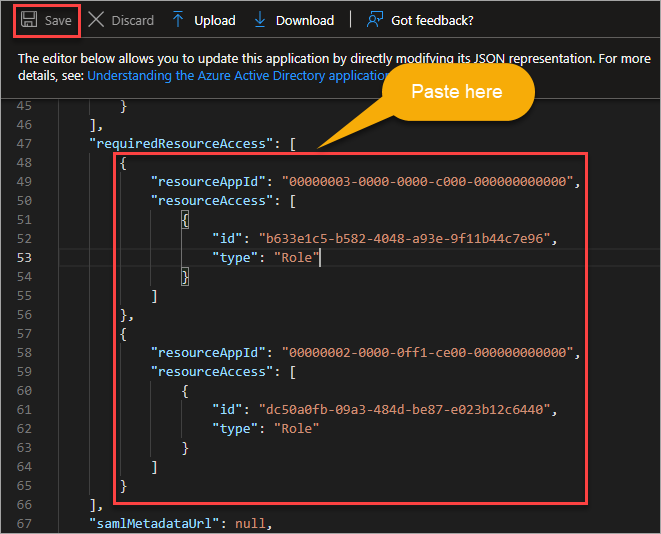 Save Discard Upload Download Got feedback?
The editor below allows you to update this application by directly modifying its JSON representation. For more
details, see: Understanding the Azure Active Directory application
Paste here
45 }
46 ],
47 "requiredResourceAccess": [
48 {
49 "resourceAppId": "00000003-0000-0000-c000-000000000000",
50 "resourceAccess": [
51 {
52 "id": "b633e1c5-b582-4048-a93e-9f11b44c7e96",
53 "type": "Role"
54 }
55 ]
56 },
57 {
58 "resourceAppId": "00000002-0000-0ff1-ce00-000000000000",
59 "resourceAccess": [
60 {
61 "id": "dc50a0fb-09a3-484d-be87-e023b12c6440",
62 "type": "Role"
63 }
64 ]
65 }
66 ],
67 "samlMetadataUrl": null,